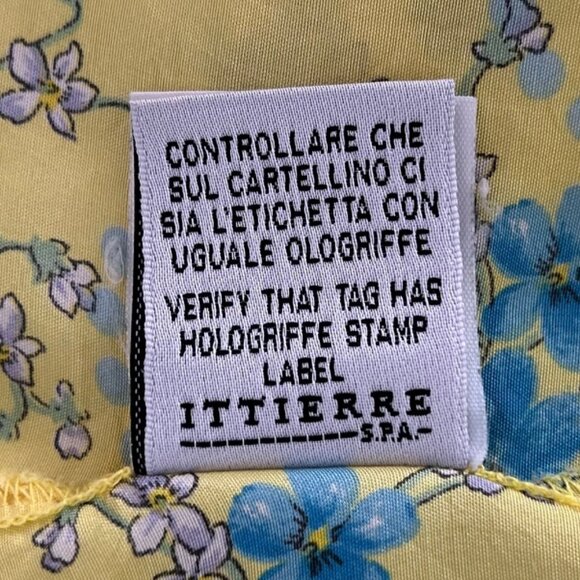 CONTROLLARE CHE
SUL CARTELLINO CI
SIA L'ETICHETTA CON
UGUALE OLOGRIFFE
VERIFY THAT TAG HAS
HOLOGRIFFE STAMP
LABEL
ITTIERRE
S.P.A.